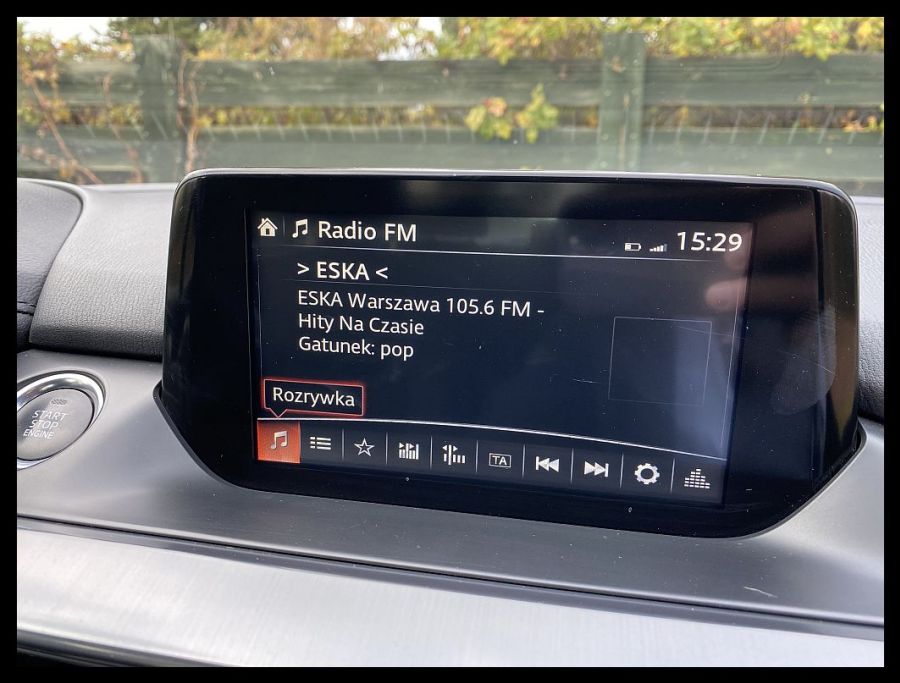 Radio FM
15:29
> ESKA <
ESKA Warszawa 105.6 FM -
Hity Na Czasie
Gatunek: pop
Rozrywka
TA
START
STOP
ENGINE